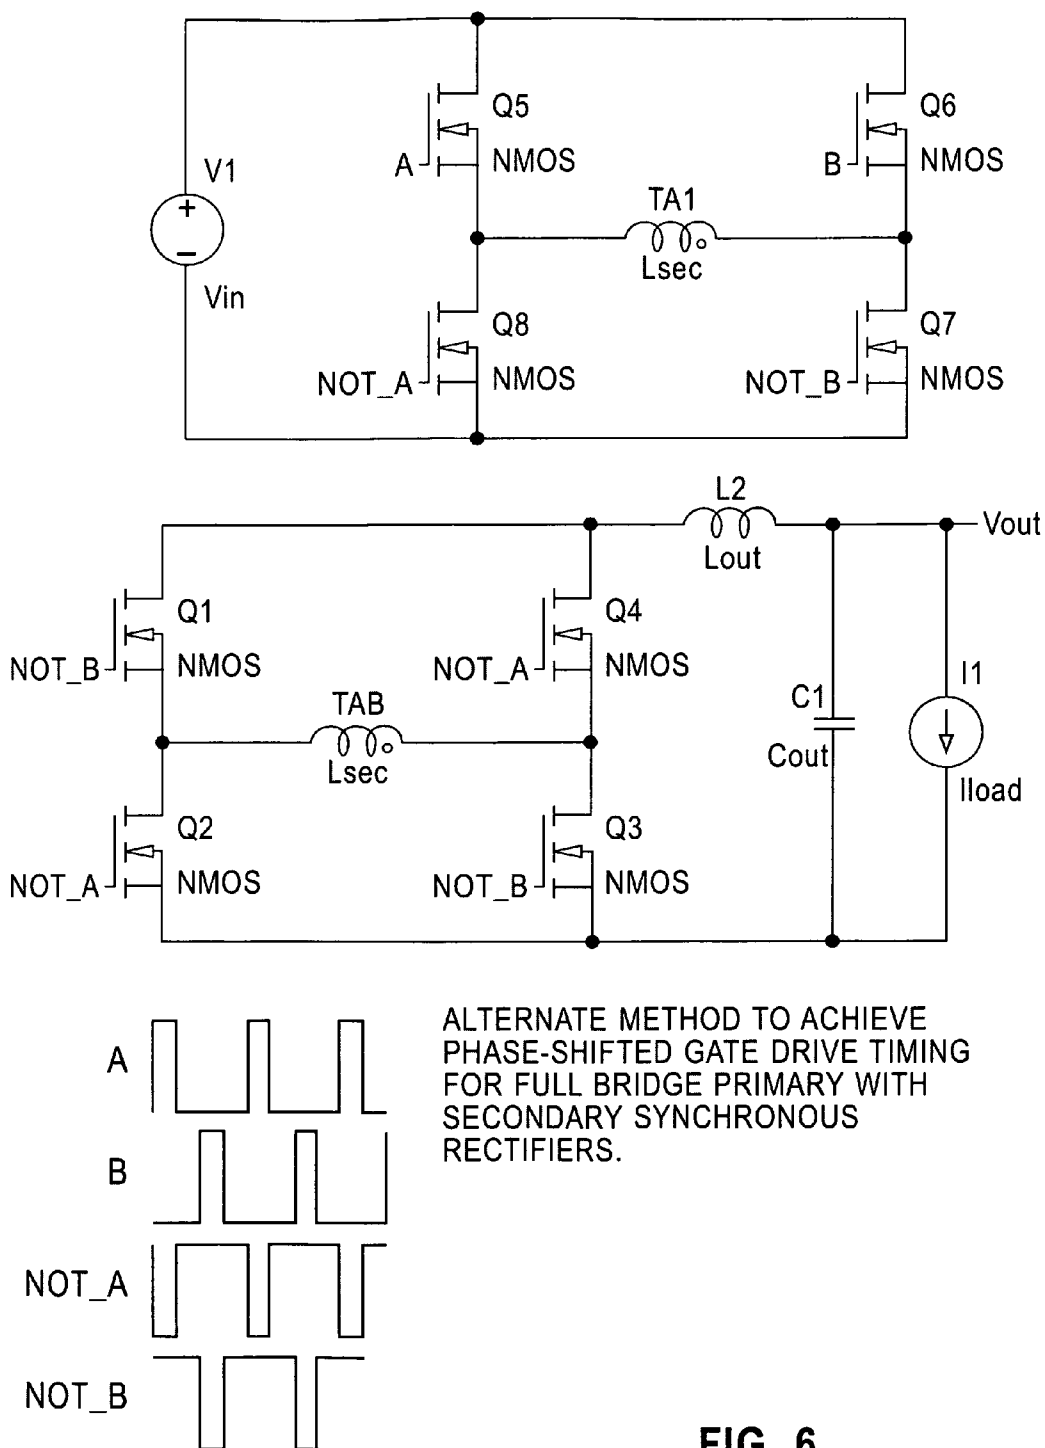 Q5
Q6
A
NMOS
B
NMOS
V1
+
−
Vin
TA1
Lsec
Q8
Q7
NOT_A
NMOS
NOT_B
NMOS
L2
Lout
Vout
Q1
Q4
NOT_B
NMOS
NOT_A
NMOS
TAB
Lsec
C1
Cout
I1
Iload
Q2
Q3
NOT_A
NMOS
NOT_B
NMOS
A
B
NOT_A
NOT_B
ALTERNATE METHOD TO ACHIEVE
PHASE-SHIFTED GATE DRIVE TIMING
FOR FULL BRIDGE PRIMARY WITH
SECONDARY SYNCHRONOUS
RECTIFIERS.
FIG. 6